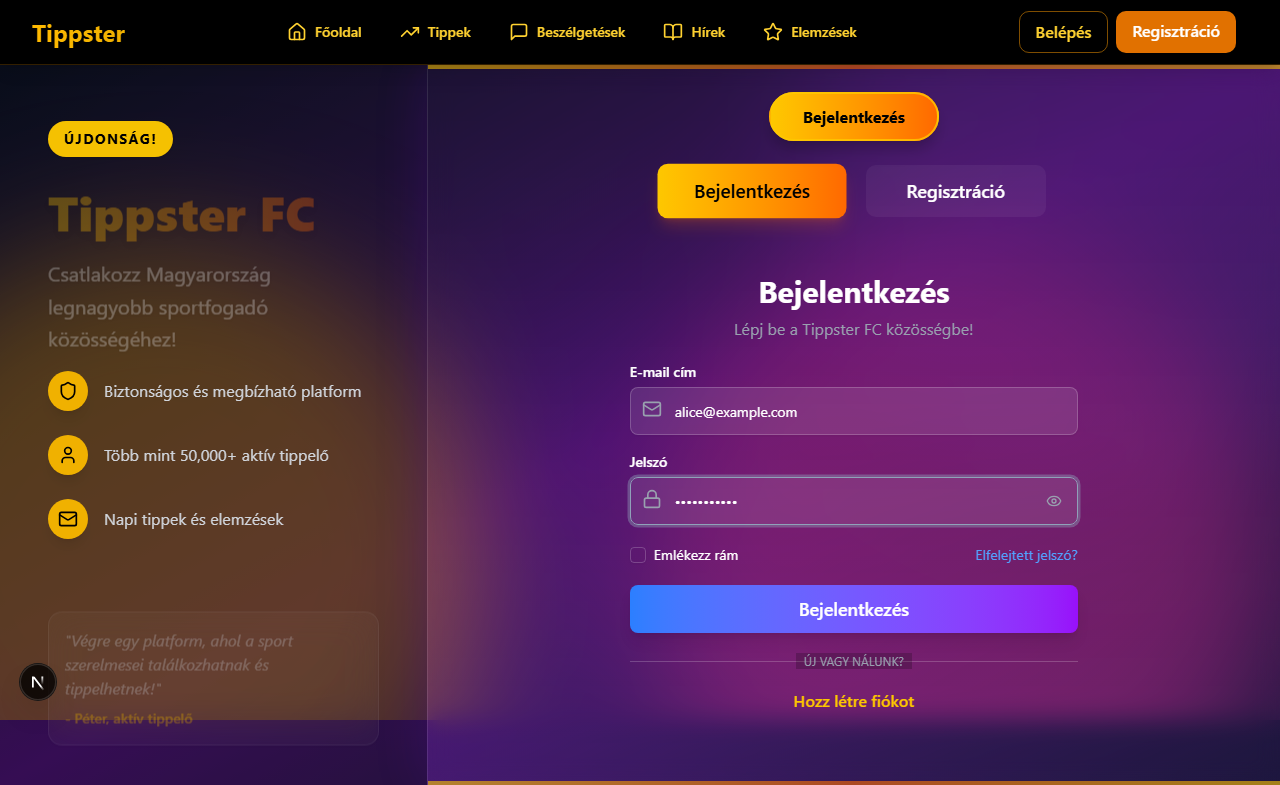 Tippster
Főoldal
Tippek
Beszélgetések
Hírek
Elemzések
Belépés
Regisztráció
ÚJDONSÁG!
Tippster FC
Csatlakozz Magyarország
legnagyobb sportfogadó
közösségéhez!
Biztonságos és megbízható platform
Több mint 50,000+ aktív tippelő
Napi tippek és elemzések
"Végre egy platform, ahol a sport
szerelmesei találkozhatnak és
tippelhetnek!"
- Péter, aktív tippelő
N
Bejelentkezés
Bejelentkezés
Regisztráció
Bejelentkezés
Lépj be a Tippster FC közösségbe!
E-mail cím
alice@example.com
Jelszó
•••••••••••
Emlékezz rám
Elfelejtett jelszó?
Bejelentkezés
ÚJ VAGY NÁLUNK?
Hozz létre fiókot